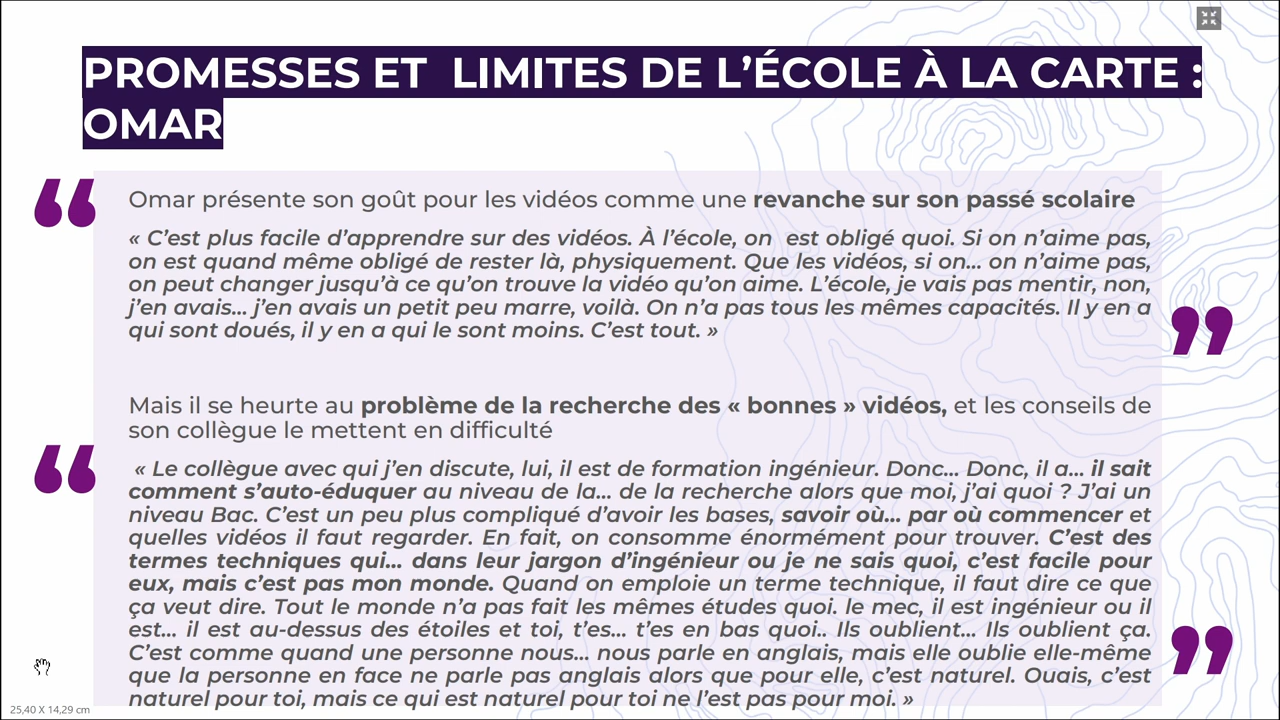 PROMESSES ET  LIMITES DE L’ÉCOLE À LA CARTE :
OMAR
“
Omar présente son goût pour les vidéos comme une revanche sur son passé scolaire
« C’est plus facile d’apprendre sur des vidéos. À l’école, on  est obligé quoi. Si on n’aime pas,
on est quand même obligé de rester là, physiquement. Que les vidéos, si on… on n’aime pas,
on peut changer jusqu’à ce qu’on trouve la vidéo qu’on aime. L’école, je vais pas mentir, non,
j’en avais… j’en avais un petit peu marre, voilà. On n’a pas tous les mêmes capacités. Il y en a
qui sont doués, il y en a qui le sont moins. C’est tout. »
”
Mais il se heurte au problème de la recherche des « bonnes » vidéos, et les conseils de
son collègue le mettent en difficulté
“
« Le collègue avec qui j’en discute, lui, il est de formation ingénieur. Donc… Donc, il a… il sait
comment s’auto-éduquer au niveau de la… de la recherche alors que moi, j’ai quoi ? J’ai un
niveau Bac. C’est un peu plus compliqué d’avoir les bases, savoir où… par où commencer et
quelles vidéos il faut regarder. En fait, on consomme énormément pour trouver. C’est des
termes techniques qui… dans leur jargon d’ingénieur ou je ne sais quoi, c’est facile pour
eux, mais c’est pas mon monde. Quand on emploie un terme technique, il faut dire ce que
ça veut dire. Tout le monde n’a pas fait les mêmes études quoi. le mec, il est ingénieur ou il
est… il est au-dessus des étoiles et toi, t’es… t’es en bas quoi.. Ils oublient… Ils oublient ça.
C’est comme quand une personne nous… nous parle en anglais, mais elle oublie elle-même
que la personne en face ne parle pas anglais alors que pour elle, c’est naturel. Ouais, c’est
naturel pour toi, mais ce qui est naturel pour toi ne l’est pas pour moi. »
”
25,40 X 14,29 cm